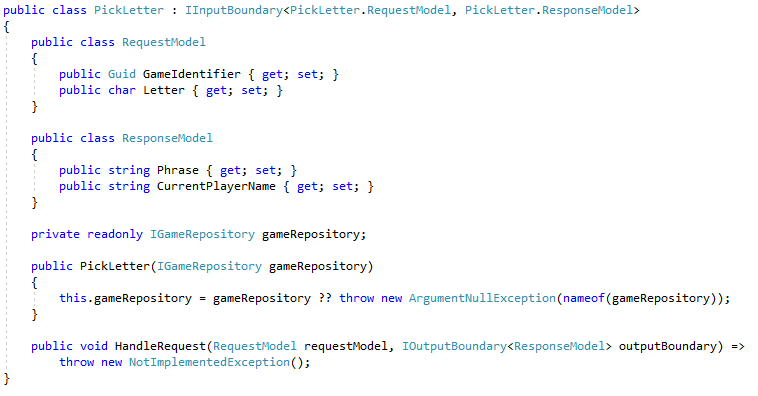 public class PickLetter : IInputBoundary<PickLetter.RequestModel, PickLetter.ResponseModel>
{
    public class RequestModel
    {
        public Guid GameIdentifier { get; set; }
        public char Letter { get; set; }
    }

    public class ResponseModel
    {
        public string Phrase { get; set; }
        public string CurrentPlayerName { get; set; }
    }

    private readonly IGameRepository gameRepository;

    public PickLetter(IGameRepository gameRepository)
    {
        this.gameRepository = gameRepository ?? throw new ArgumentNullException(nameof(gameRepository));
    }

    public void HandleRequest(RequestModel requestModel, IOutputBoundary<ResponseModel> outputBoundary) =>
        throw new NotImplementedException();
}